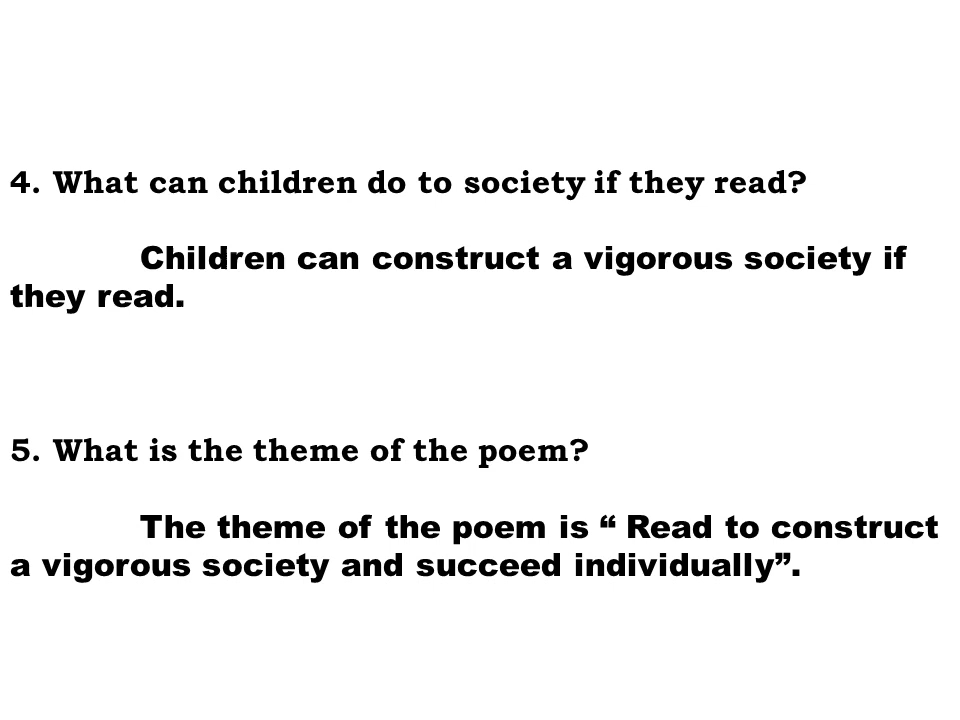 4. What can children do to society if they read?
Children can construct a vigorous society if
they read.
5. What is the theme of the poem?
The theme of the poem is “ Read to construct
a vigorous society and succeed individually”.